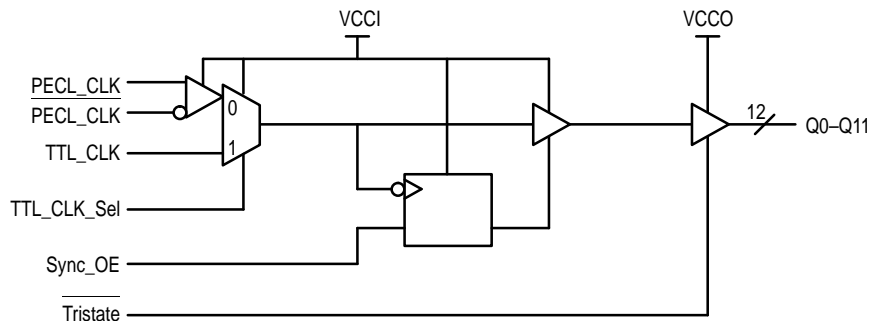 VCCI
VCCO
PECL_CLK
PECL_CLK
0
12
Q0–Q11
TTL_CLK
1
TTL_CLK_Sel
Sync_OE
Tristate